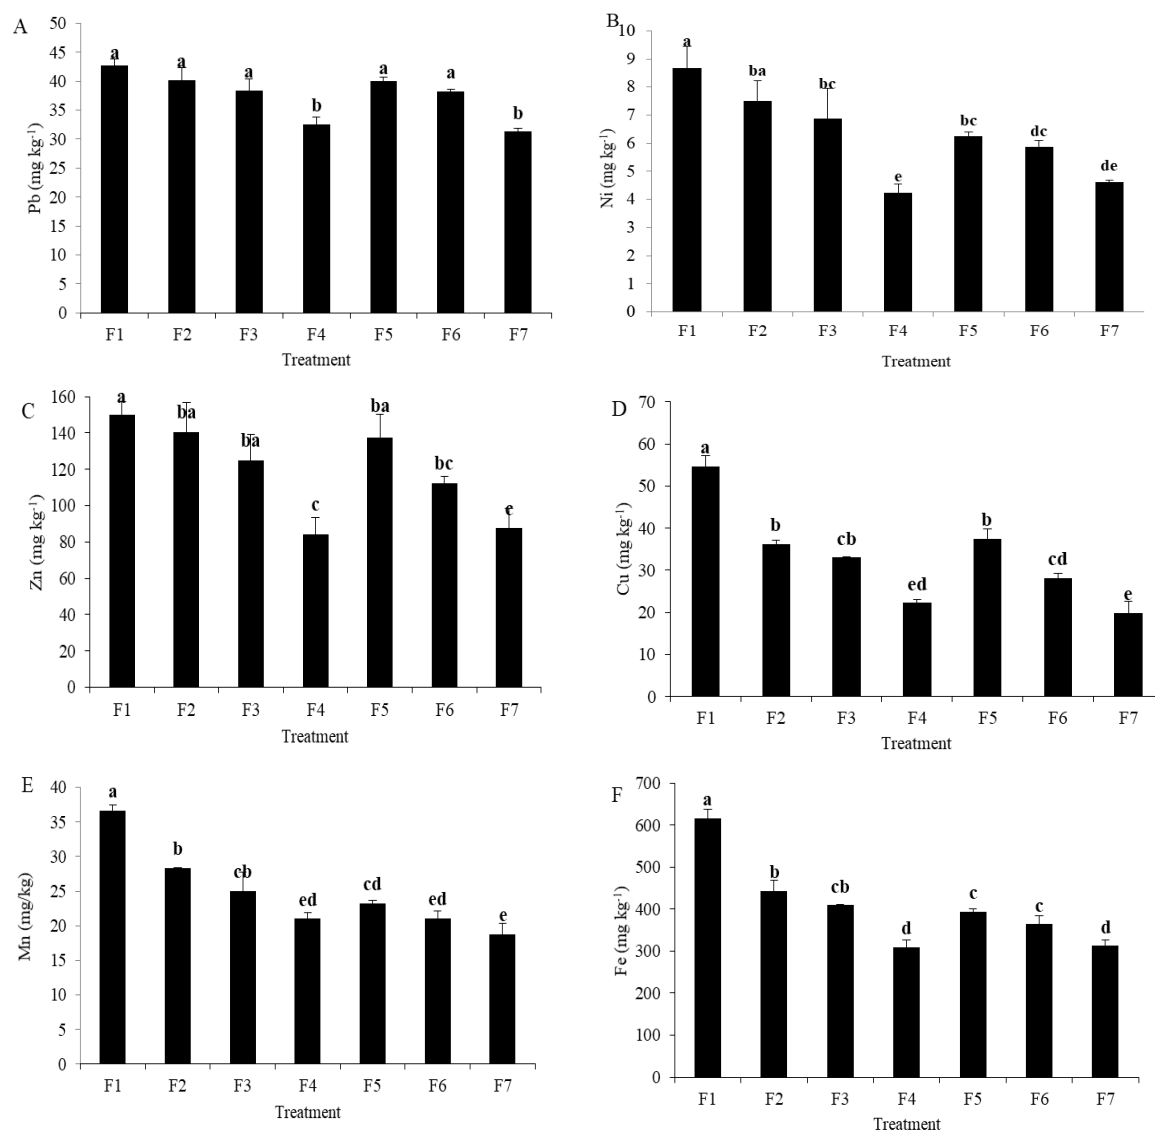 A
Pb (mg kg-1)
50
45
40
35
30
25
20
15
10
5
0
a
a
a
b
a
a
b
F1 F2 F3 F4 F5 F6 F7
Treatment
B
Ni (mg kg-1)
10
9
8
7
6
5
4
3
2
1
0
a
ba
bc
e
bc
dc
de
F1 F2 F3 F4 F5 F6 F7
Treatment
C
Zn (mg kg-1)
160
140
120
100
80
60
40
20
0
a
ba
ba
c
ba
bc
c
F1 F2 F3 F4 F5 F6 F7
Treatment
D
Cu (mg kg-1)
70
60
50
40
30
20
10
0
a
b
cb
ed
b
cd
e
F1 F2 F3 F4 F5 F6 F7
Treatment
E
Mn (mg/kg)
40
35
30
25
20
15
10
5
0
a
b
cb
ed
cd
ed
e
F1 F2 F3 F4 F5 F6 F7
Treatment
F
Fe (mg kg-1)
700
600
500
400
300
200
100
0
a
b
cb
d
c
c
d
F1 F2 F3 F4 F5 F6 F7
Treatment